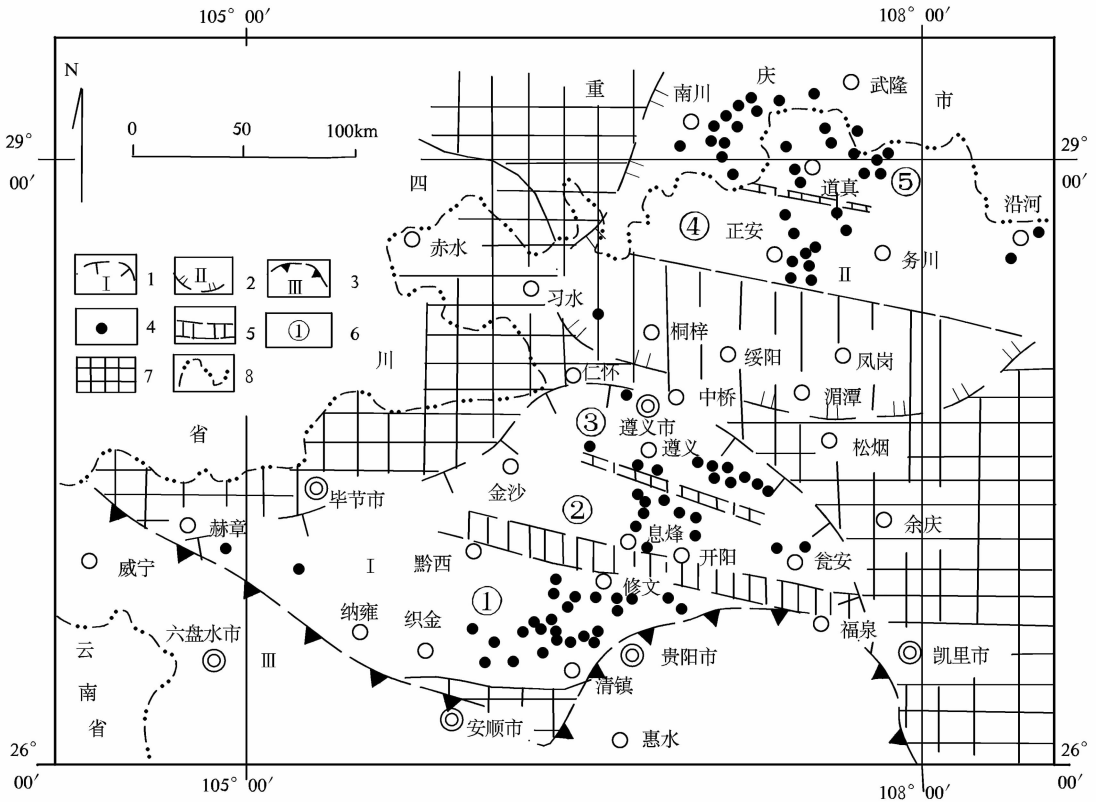 105° 00′
108° 00′
N
重
南川
庆
武隆
市
0
50
100km
29°
00′
29°
00′
四
道真
⑤
沿河
赤水
④
正安
务川
Ⅰ
1
Ⅱ
2
Ⅲ
3
Ⅱ
习水
4
5
①
6
桐梓
绥阳
凤岗
7
8
川
仁怀
中桥
湄潭
省
③
遵义市
遵义
松烟
毕节市
金沙
②
赫章
息烽
余庆
威宁
Ⅰ
黔西
开阳
瓮安
修文
①
纳雍
织金
六盘水市
福泉
云
Ⅲ
贵阳市
凯里市
南
清镇
省
安顺市
惠水
26°
00′
26°
00′
105° 00′
108° 00′